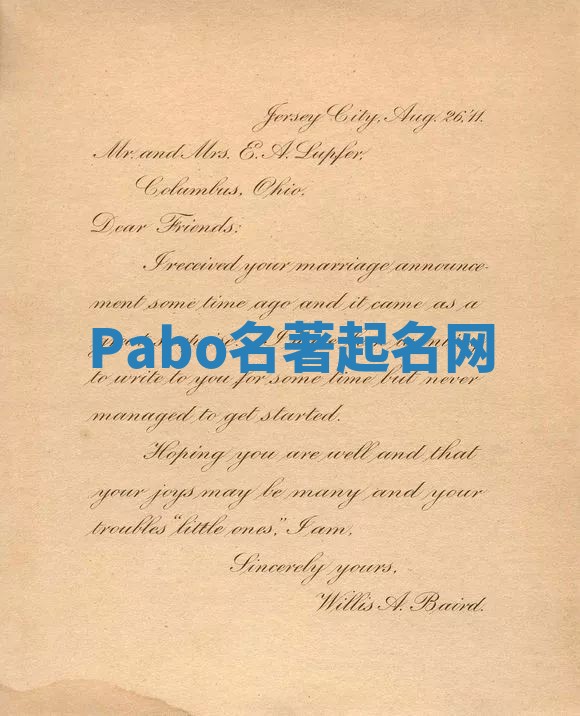 Jersey City, Aug. 26,'11.
Mr. and Mrs. E. A. Lupfer,
Columbus, Ohio.
Dear Friends:
I received your marriage announce-
ment some time ago and it came as a
Pabo名著起名网
to write to you for some time but never
managed to get started.
Hoping you are well and that
your joys may be many and your
troubles "little ones," I am,
Sincerely yours,
Willis A. Baird.